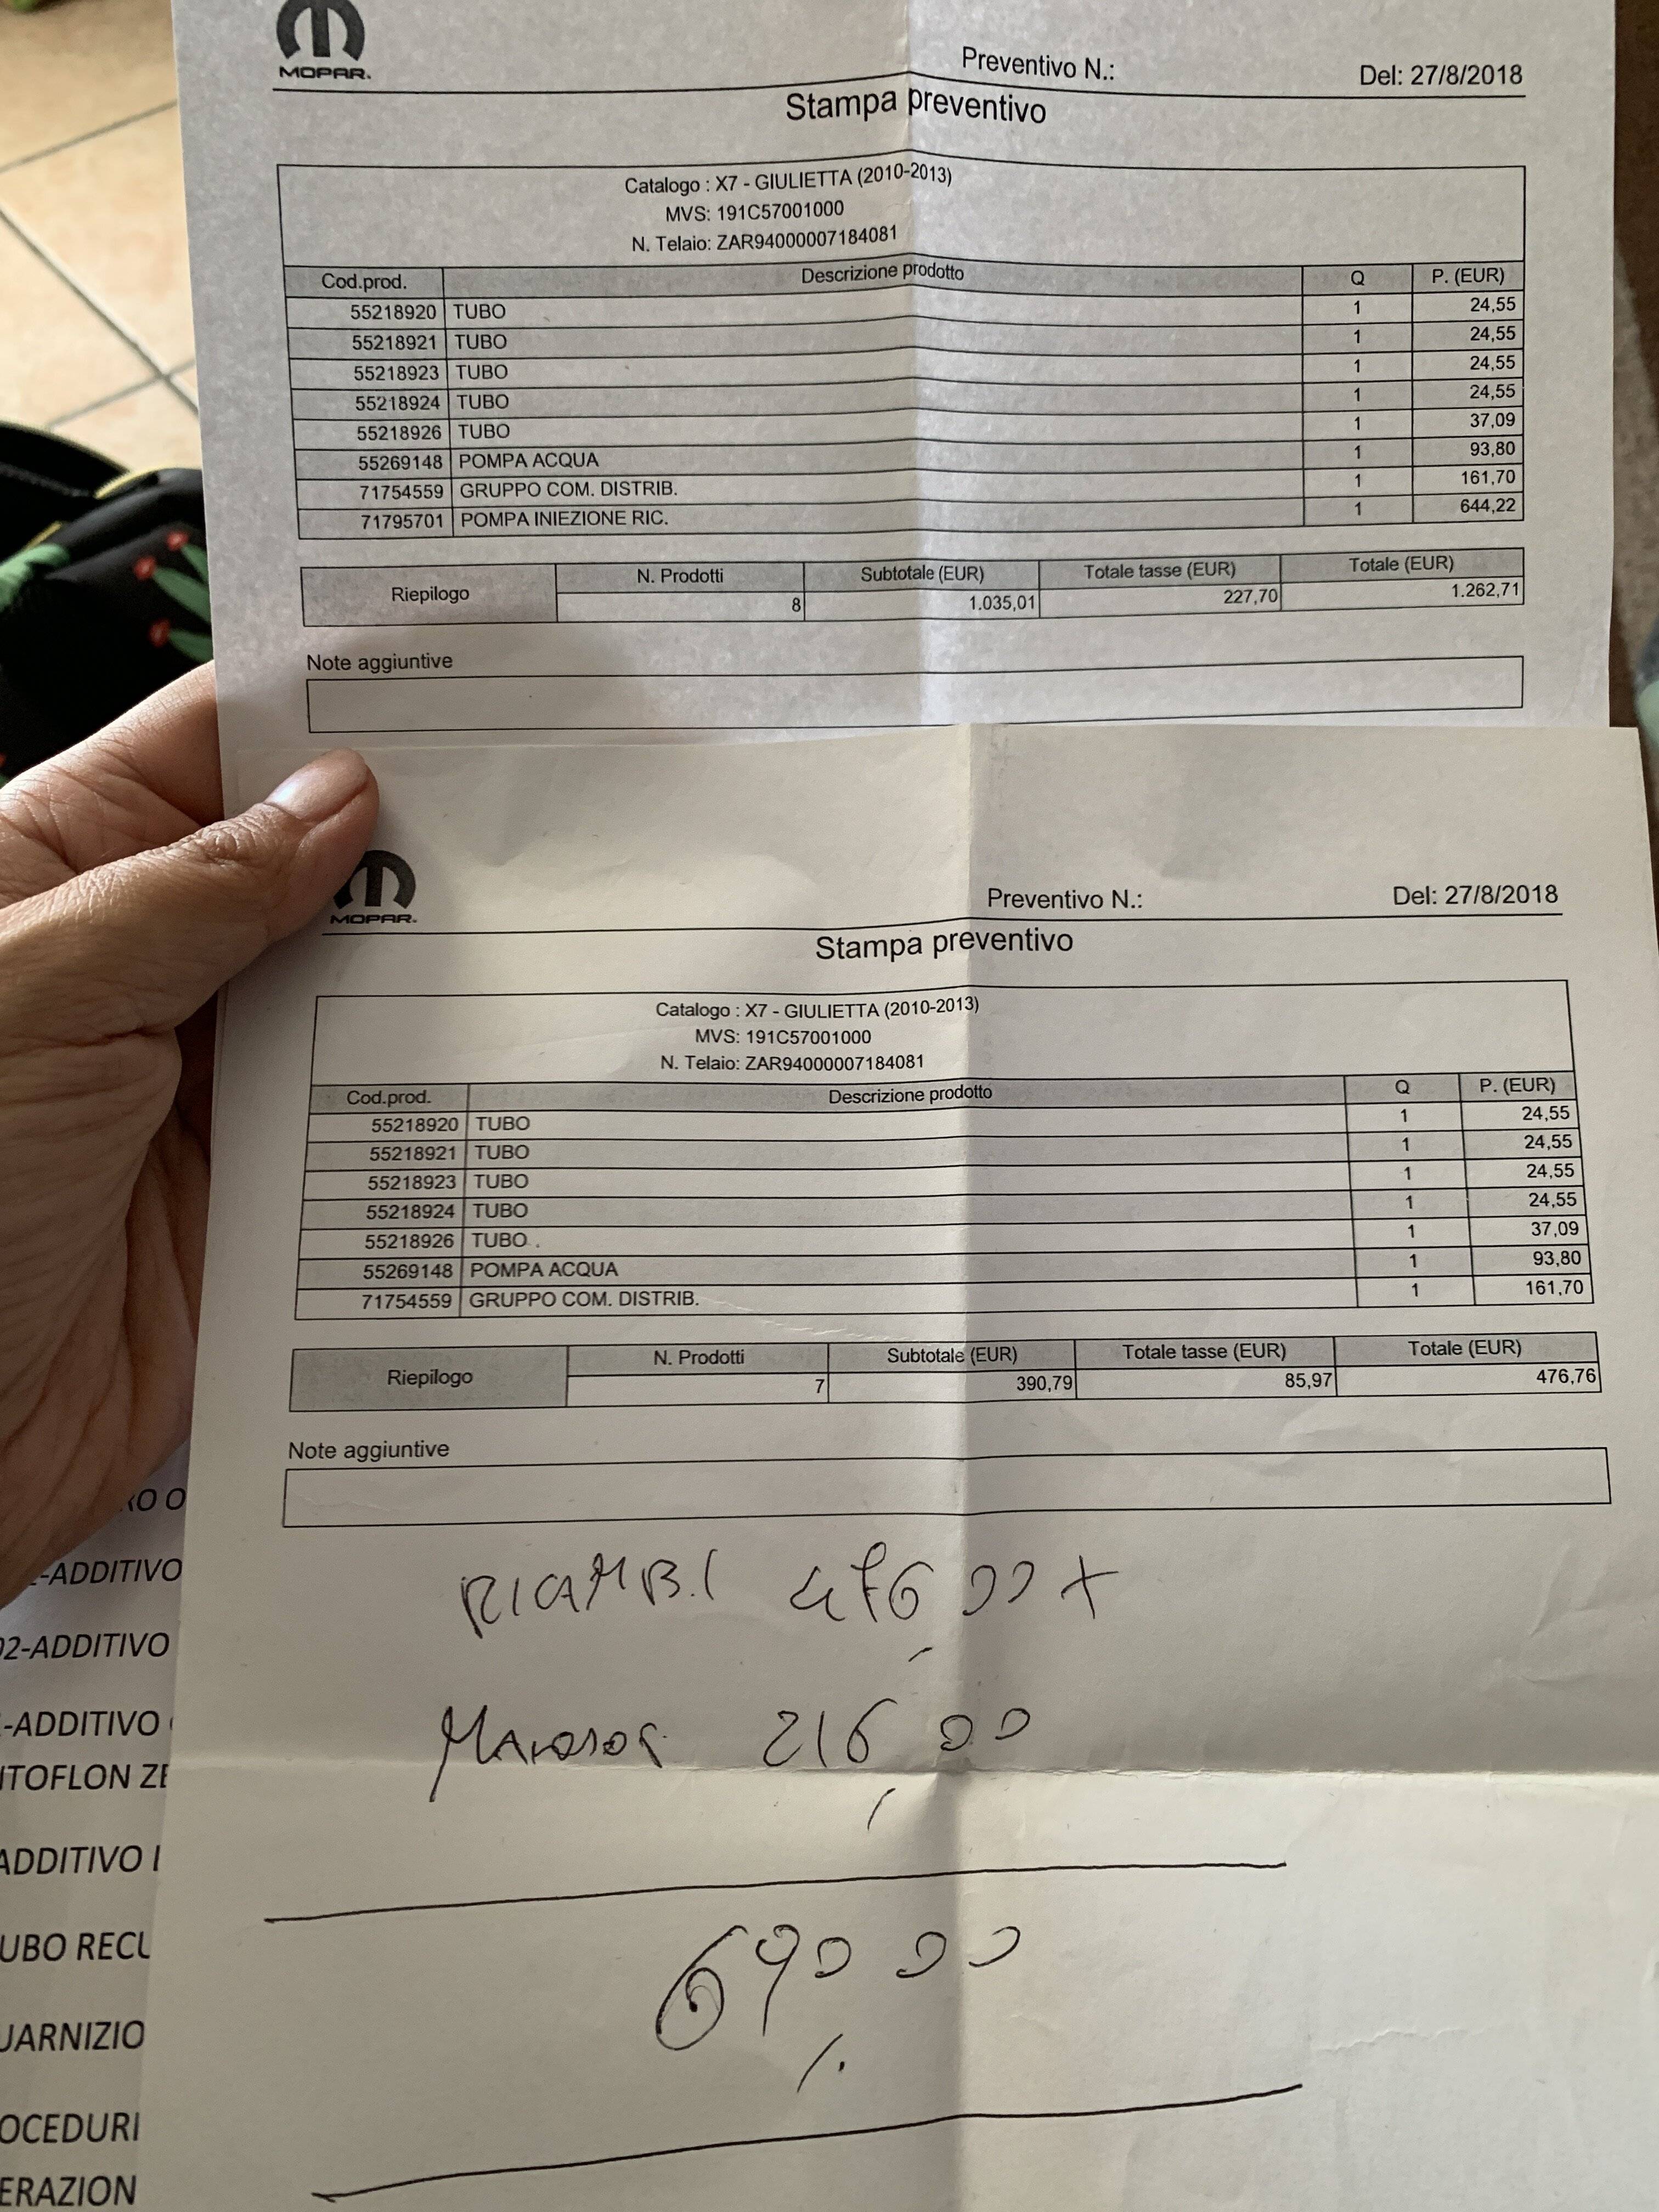 MOPAR.
Preventivo N.: Del: 27/8/2018
Stampa preventivo
Catalogo : X7 - GIULIETTA (2010-2013)
MVS: 191C57001000
N. Telaio: ZAR94000007184081
Cod.prod. Descrizione prodotto Q P. (EUR)
55218920 TUBO 1 24,55
55218921 TUBO 1 24,55
55218923 TUBO 1 24,55
55218924 TUBO 1 24,55
55218926 TUBO 1 37,09
55269148 POMPA ACQUA 1 93,80
71754559 GRUPPO COM. DISTRIB. 1 161,70
71795701 POMPA INIEZIONE RIC. 1 644,22
Riepilogo N. Prodotti Subtotale (EUR) Totale tasse (EUR) Totale (EUR)
8 1.035,01 227,70 1.262,71
Note aggiuntive
MOPAR.
Preventivo N.: Del: 27/8/2018
Stampa preventivo
Catalogo : X7 - GIULIETTA (2010-2013)
MVS: 191C57001000
N. Telaio: ZAR94000007184081
Cod.prod. Descrizione prodotto Q P. (EUR)
55218920 TUBO 1 24,55
55218921 TUBO 1 24,55
55218923 TUBO 1 24,55
55218924 TUBO 1 24,55
55218926 TUBO 1 37,09
55269148 POMPA ACQUA 1 93,80
71754559 GRUPPO COM. DISTRIB. 1 161,70
Riepilogo N. Prodotti Subtotale (EUR) Totale tasse (EUR) Totale (EUR)
7 390,79 85,97 476,76
Note aggiuntive
RICAMBI 476,00 +
216,00
690,00
RO O
-ADDITIVO
02-ADDITIVO
-ADDITIVO
ITOFLON ZE
ADDITIVO I
UBO RECU
UARNIZIO
OCEDURI
ERAZION